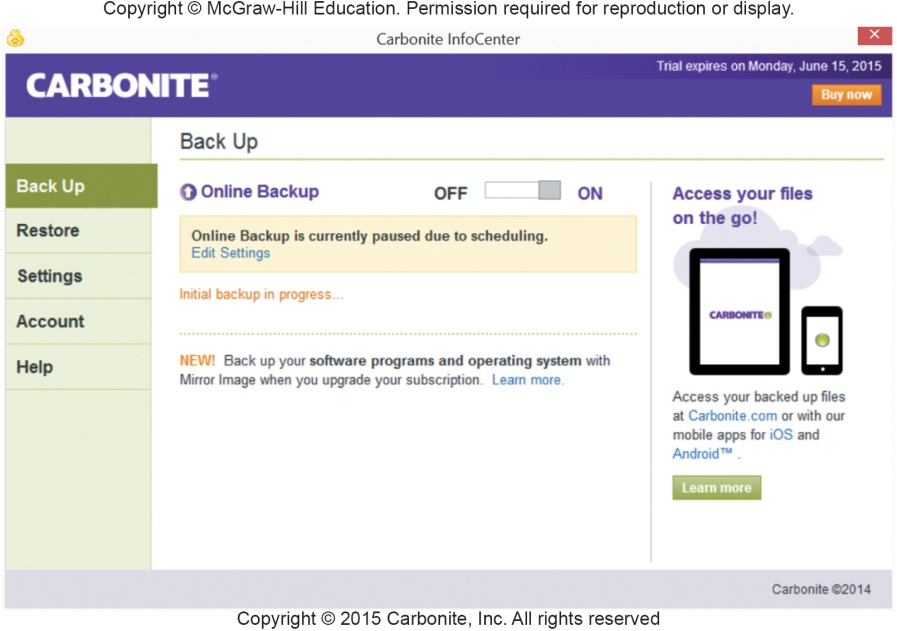 Copyright © McGraw-Hill Education. Permission required for reproduction or display.
Carbonite InfoCenter
Trial expires on Monday, June 15, 2015
CARBONITE®
Buy now
Back Up
Restore
Settings
Account
Help
Back Up
Online Backup
OFF
ON
Online Backup is currently paused due to scheduling.
Edit Settings
Initial backup in progress...
NEW! Back up your software programs and operating system with
Mirror Image when you upgrade your subscription. Learn more.
Access your files
on the go!
CARBONITE
Access your backed up files
at Carbonite.com or with our
mobile apps for iOS and
Android™ .
Learn more
Carbonite ©2014
Copyright © 2015 Carbonite, Inc. All rights reserved